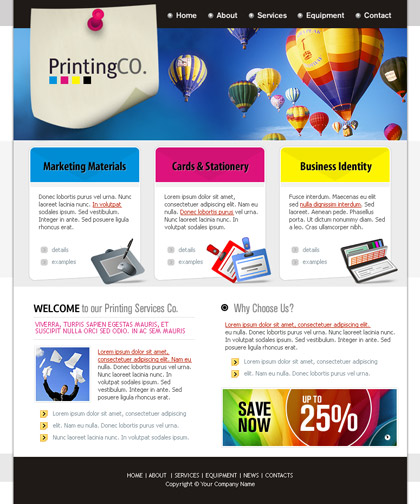 Home
About
Services
Equipment
Contact
PrintingCO.
Marketing Materials
Donec lobortis purus vel urna. Nunc
laoreet lacinia nunc. In volutpat
sodales ipsum. Sed vestibulum.
Integer in ante. Sed posuere ligula
rhoncus erat.
details
examples
Cards & Stationery
Lorem ipsum dolor sit amet,
consectetuer adipiscing elit. Nam eu
nulla. Donec lobortis purus vel
urna. Nunc laoreet lacinia nunc. In
volutpat sodales ipsum.
details
examples
Business Identity
Fusce interdum. Maecenas eu elit
sed nulla dignissim interdum. Sed
laoreet. Aenean pede. Phasellus
porta. Ut dictum nonummy diam. Sed
a leo. Cras ullamcorper nibh.
details
examples
WELCOME to our Printing Services Co.
VIVERRA, TURPIS SAPIEN EGESTAS MAURIS, ET
SUSCIPIT NULLA ORCI SED ODIO. IN AC SEM MAURIS
Lorem ipsum dolor sit amet,
consectetuer adipiscing elit. Nam eu
nulla. Donec lobortis purus vel urna.
Nunc laoreet lacinia nunc. In
volutpat sodales ipsum. Sed
vestibulum. Integer in ante.
Lorem ipsum dolor sit amet, consectetuer adipiscing
elit. Nam eu nulla. Donec lobortis purus vel urna.
Nunc laoreet lacinia nunc. In volutpat sodales ipsum.
Why Choose Us?
Lorem ipsum dolor sit amet, consectetuer adipiscing elit.
eu nulla. Donec lobortis purus vel urna. Nunc laoreet lacinia
nunc. In volutpat sodales ipsum. Sed vestibulum. Integer in
ante. Sed posuere ligula rhoncus erat.
Lorem ipsum dolor sit amet, consectetuer adipiscing
elit. Nam eu nulla. Donec lobortis purus vel urna.
SAVE
NOW
UP TO
25%
HOME | ABOUT | SERVICES | EQUIPMENT | NEWS | CONTACTS
Copyright © Your Company Name